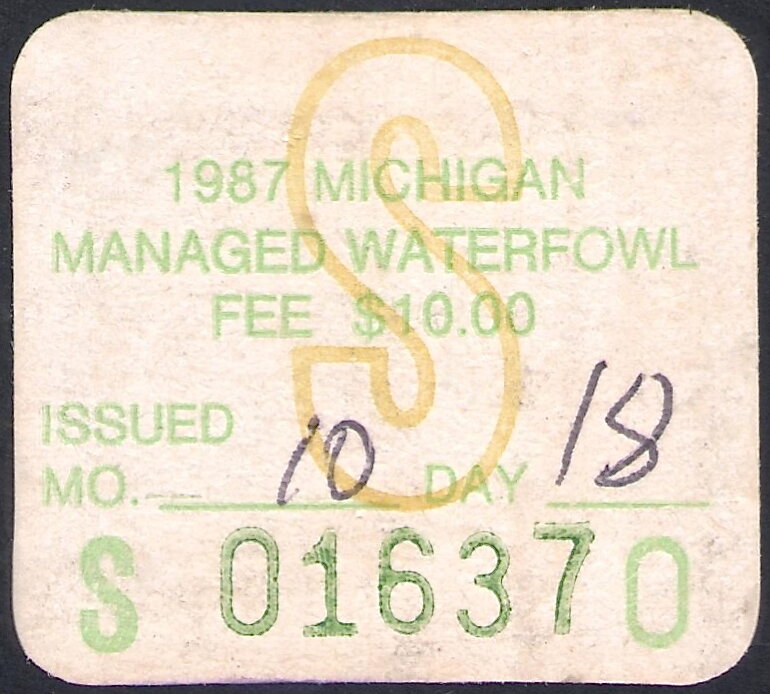 S
1987 MICHIGAN
MANAGED WATERFOWL
FEE $10.00
ISSUED
MO. 10 DAY 18
S 016370